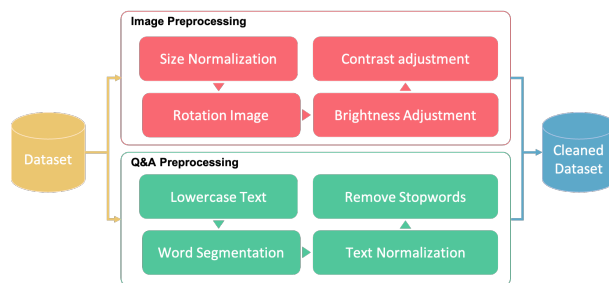 Image Preprocessing
Size Normalization
Contrast adjustment
Rotation Image
Brightness Adjustment
Dataset
Cleaned
Dataset
Q&A Preprocessing
Lowercase Text
Remove Stopwords
Word Segmentation
Text Normalization